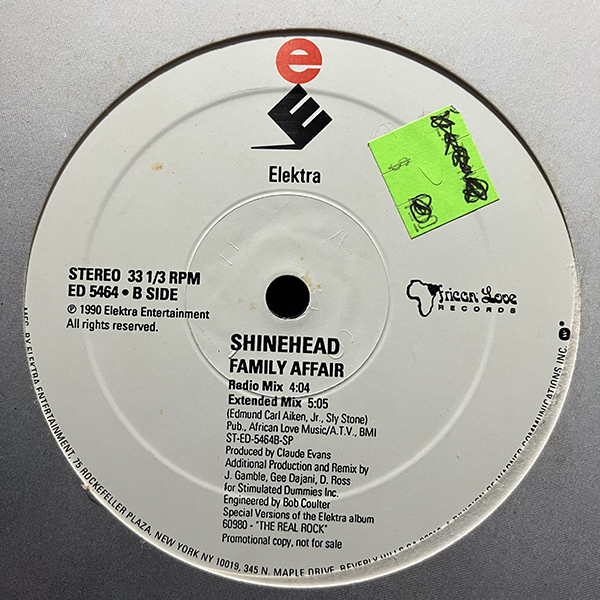 e
E
Elektra
$
STEREO 33 1/3 RPM
ED 5464 • B SIDE
℗ 1990 Elektra Entertainment
All rights reserved.
African Love
RECORDS
SHINEHEAD
FAMILY AFFAIR
Radio Mix 4:04
Extended Mix 5:05
(Edmund Carl Aiken, Jr., Sly Stone)
Pub., African Love Music/A.T.V., BMI
ST-ED-5464B-SP
Produced by Claude Evans
Additional Production and Remix by
J. Gamble, Gee Dajani, D. Ross
for Stimulated Dummies Inc.
Engineered by Bob Coulter
Special Versions of the Elektra album
60980 - "THE REAL ROCK"
Promotional copy, not for sale
MFG. BY ELEKTRA ENTERTAINMENT, 75 ROCKEFELLER PLAZA, NEW YORK NY 10019, 345 N. MAPLE DRIVE, BEVERLY HILLS CA COMMUNICATIONS INC. ®